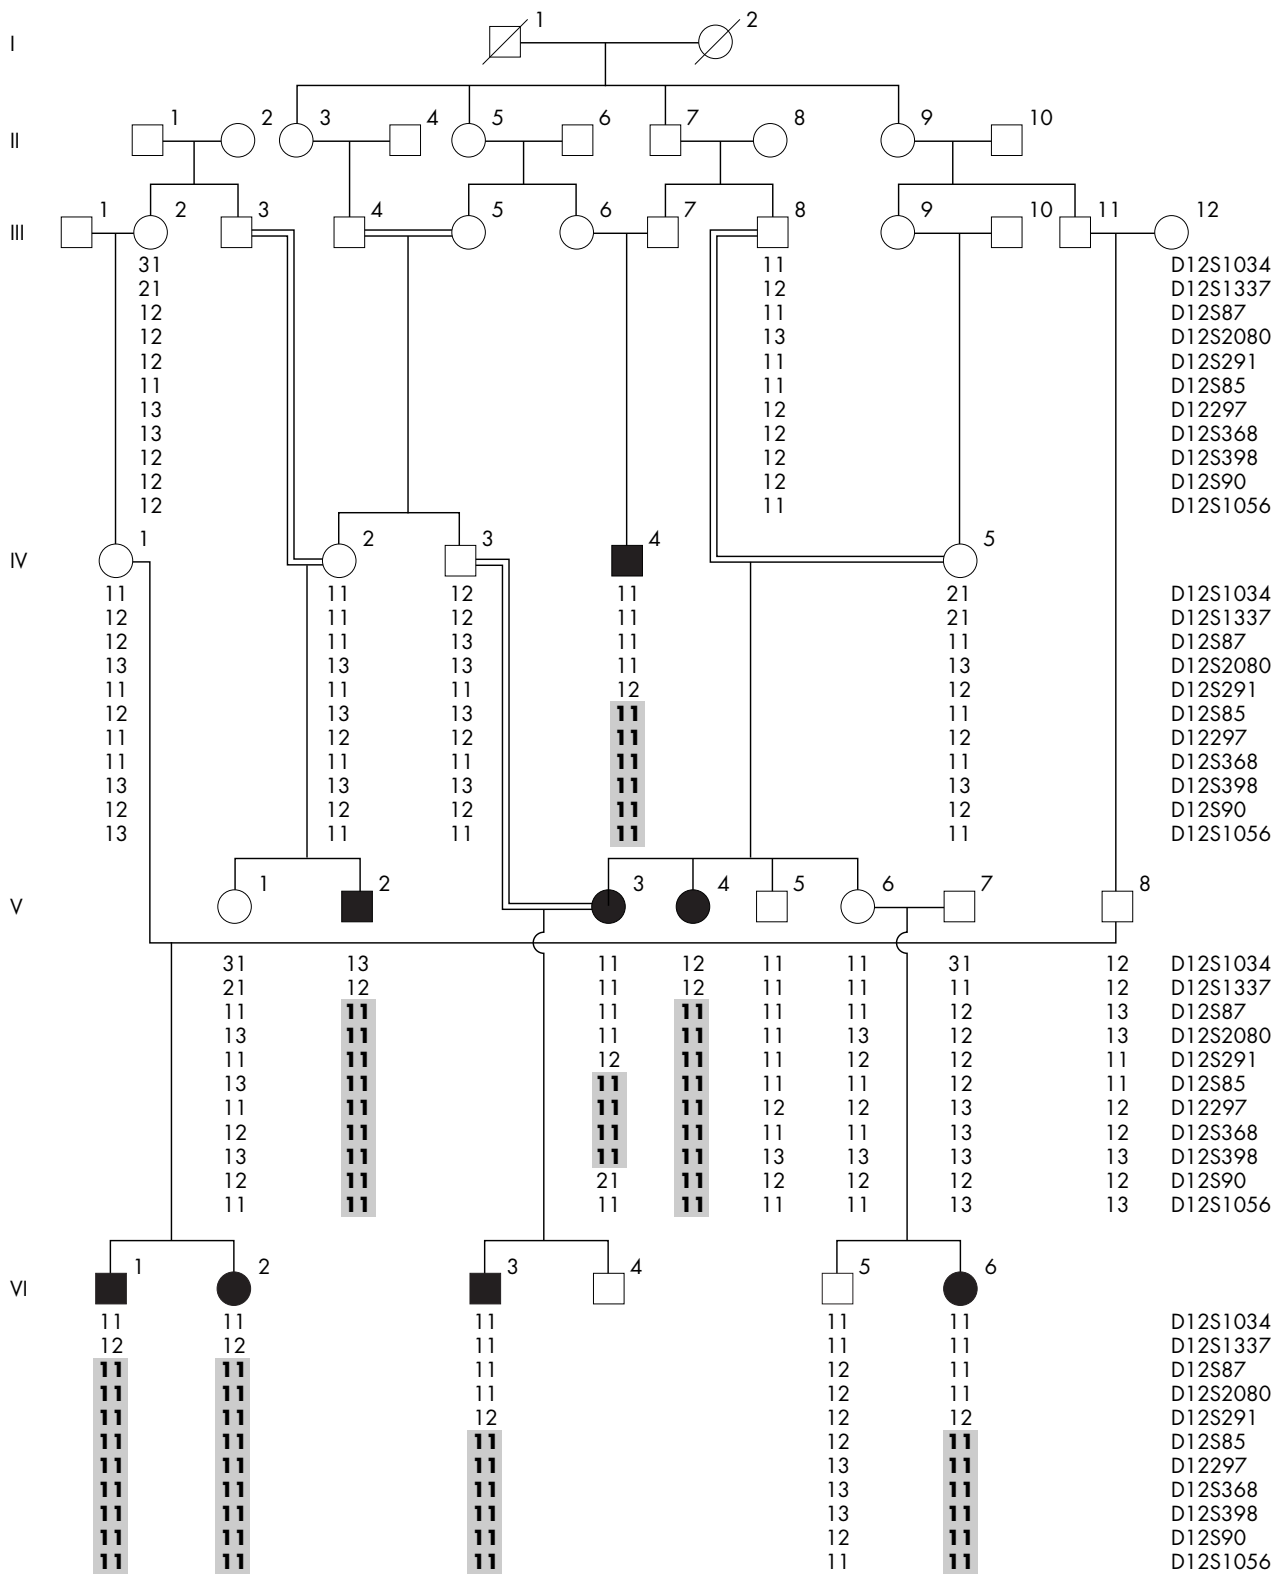 I 1 2
II 1 2 3 4 5 6 7 8 9 10
III 1 2 3 4 5 6 7 8 9 10 11 12
31 11 D12S1034
21 12 D12S1337
12 11 D12S87
12 13 D12S2080
12 11 D12S291
11 11 D12S85
13 12 D12297
13 12 D12S368
12 12 D12S398
12 12 D12S90
12 11 D12S1056
IV 1 2 3 4 5
11 11 12 11 21 D12S1034
12 11 12 11 21 D12S1337
12 11 13 11 11 D12S87
13 13 13 11 13 D12S2080
11 11 11 12 12 D12S291
12 13 13 11 11 D12S85
11 12 12 11 12 D12297
11 11 11 11 11 D12S368
13 13 13 11 13 D12S398
12 12 12 11 12 D12S90
13 11 11 11 11 D12S1056
V 1 2 3 4 5 6 7 8
31 13 11 12 11 11 31 12 D12S1034
21 12 11 12 11 11 11 12 D12S1337
11 11 11 11 11 11 12 13 D12S87
13 11 11 11 11 13 12 13 D12S2080
11 11 12 11 11 12 12 11 D12S291
13 11 11 11 11 11 12 11 D12S85
11 11 11 11 12 12 13 12 D12297
12 11 11 11 11 11 13 12 D12S368
13 11 11 11 13 13 13 13 D12S398
12 11 21 11 12 12 12 12 D12S90
11 11 11 11 11 11 13 13 D12S1056
VI 1 2 3 4 5 6
11 11 11 11 11 D12S1034
12 12 11 11 11 D12S1337
11 11 11 12 11 D12S87
11 11 11 12 11 D12S2080
11 11 12 12 12 D12S291
11 11 11 12 11 D12S85
11 11 11 13 11 D12297
11 11 11 13 11 D12S368
11 11 11 13 11 D12S398
11 11 11 12 11 D12S90
11 11 11 11 11 D12S1056